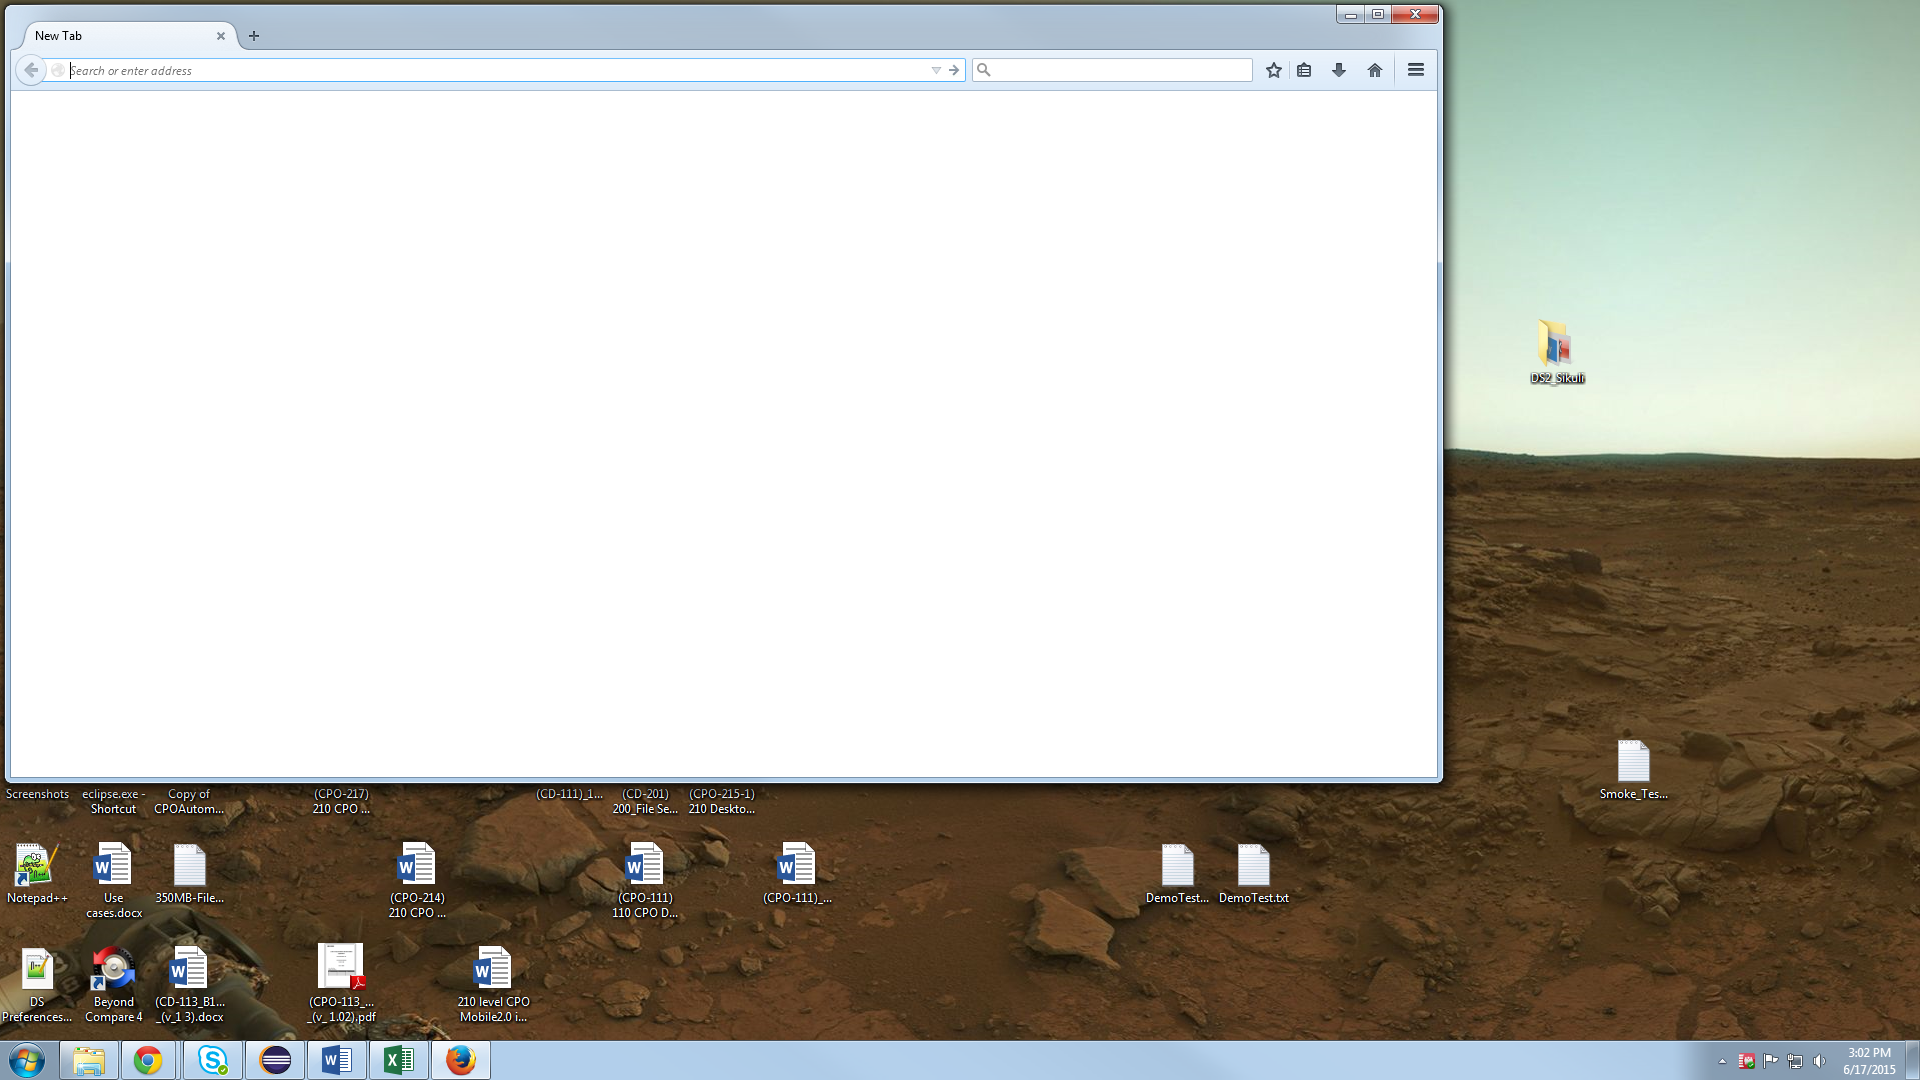 New Tab
Search or enter address
DS2_Sikuli
Screenshots
eclipse.exe -
Shortcut
Copy of
CPOAutom...
(CPO-217)
210 CPO ...
(CD-111)_1...
(CD-201)
200_File Se...
(CPO-215-1)
210 Deskto...
Smoke_Tes...
Notepad++
Use
cases.docx
350MB-File...
(CPO-214)
210 CPO ...
(CPO-111)
110 CPO D...
(CPO-111)_...
DemoTest...
DemoTest.txt
DS
Preferences...
Beyond
Compare 4
(CD-113_B1...
_(v_1 3).docx
(CPO-113_...
_(v_ 1.02).pdf
210 level CPO
Mobile2.0 i...
3:02 PM
6/17/2015